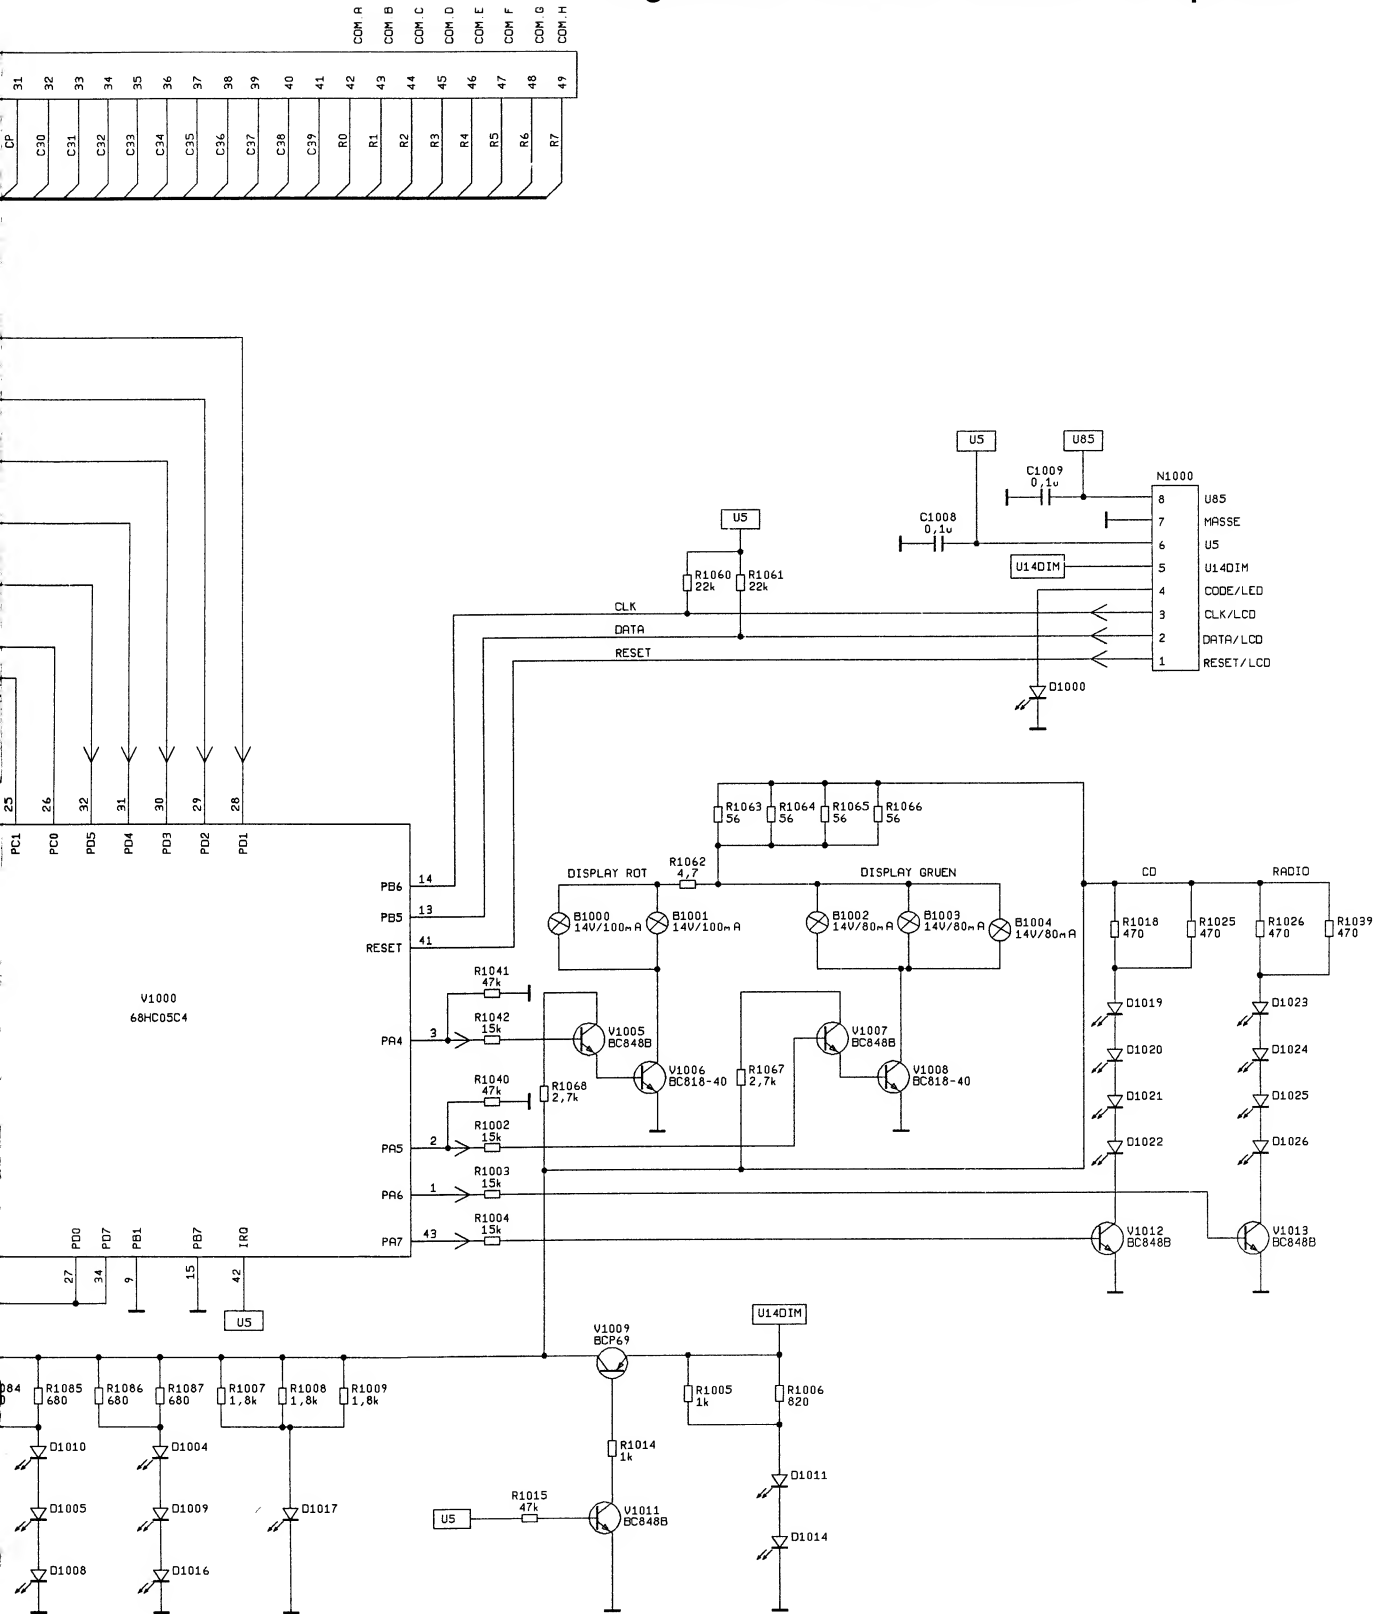 COM.A COM B COM.C COM.D COM.E COM F COM.G COM.H
31 32 33 34 35 36 37 38 39 40 41 42 43 44 45 46 47 48 49
CP C30 C31 C32 C33 C34 C35 C36 C37 C38 C39 R0 R1 R2 R3 R4 R5 R6 R7
U5 U85
C1009
0,1u
N1000
8 U85
C1008
0,1u
7 MASSE
U5
6 U5
U14DIM 5 U14DIM
R1060
22k
R1061
22k
4 CODE/LED
CLK 3 CLK/LCD
DATA 2 DATA/LCD
RESET 1 RESET/LCD
D1000
25 26 32 31 30 29 28
PC1 PC0 PD5 PD4 PD3 PD2 PD1
R1063
56
R1064
56
R1065
56
R1066
56
PB6 14
PB5 13
RESET 41
DISPLAY ROT
R1062
4,7
DISPLAY GRUEN
CD RADIO
B1000
14V/100mA
B1001
14V/100mA
B1002
14V/80mA
B1003
14V/80mA
B1004
14V/80mA
R1018
470
R1025
470
R1026
470
R1039
470
V1000
68HC05C4
R1041
47k
PA4 3
R1042
15k
V1005
BC848B
V1006
BC818-40
V1007
BC848B
V1008
BC818-40
R1068
2,7k
R1067
2,7k
D1019 D1023
D1020 D1024
D1021 D1025
D1022 D1026
R1040
47k
PA5 2
R1002
15k
PA6 1
R1003
15k
PA7 43
R1004
15k
V1012
BC848B
V1013
BC848B
PD0 PD7 PB1 PB7 IRQ
27 34 9 15 42
U5
U14DIM
V1009
BCP69
R1085
680
R1086
680
R1087
680
R1007
1,8k
R1008
1,8k
R1009
1,8k
R1005
1k
R1006
820
R1014
1k
D1010 D1004
D1011
D1005 D1009 D1017
U5
R1015
47k
V1011
BC848B
D1014
D1008 D1016